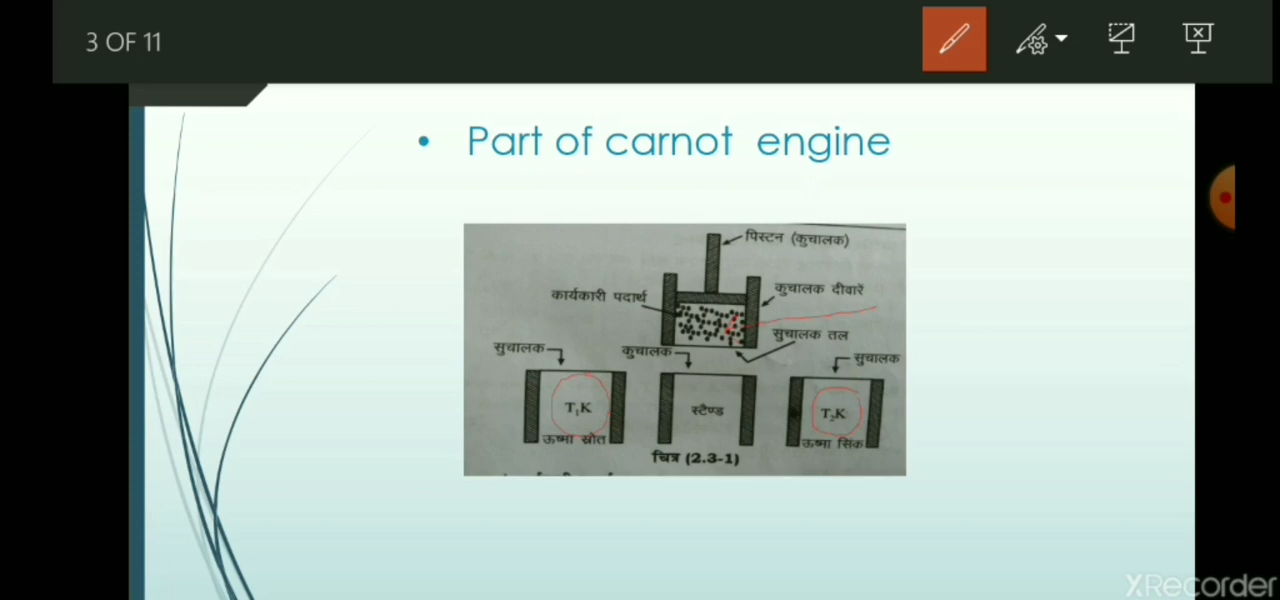 3 OF 11
• Part of carnot engine
पिस्टन (कुचालक)
कार्यकारी पदार्थ
कुचालक दीवारें
सुचालक तल
सुचालक
कुचालक
सुचालक
T₁K
स्टैण्ड
T₂K
ऊष्मा स्रोत
ऊष्मा सिंक
चित्र (2.3-1)
XRecorder